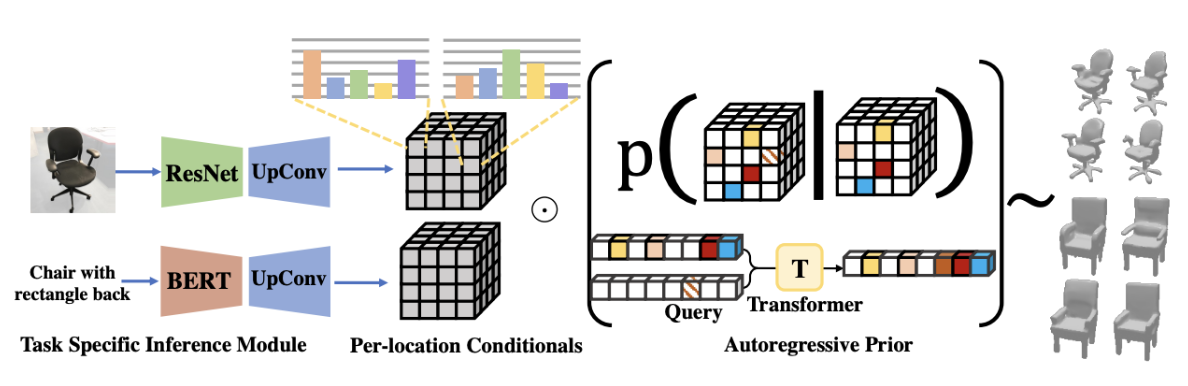 ResNet
UpConv
p
Chair with
rectangle back
BERT
UpConv
T
Query
Transformer
Task Specific Inference Module
Per-location Conditionals
Autoregressive Prior